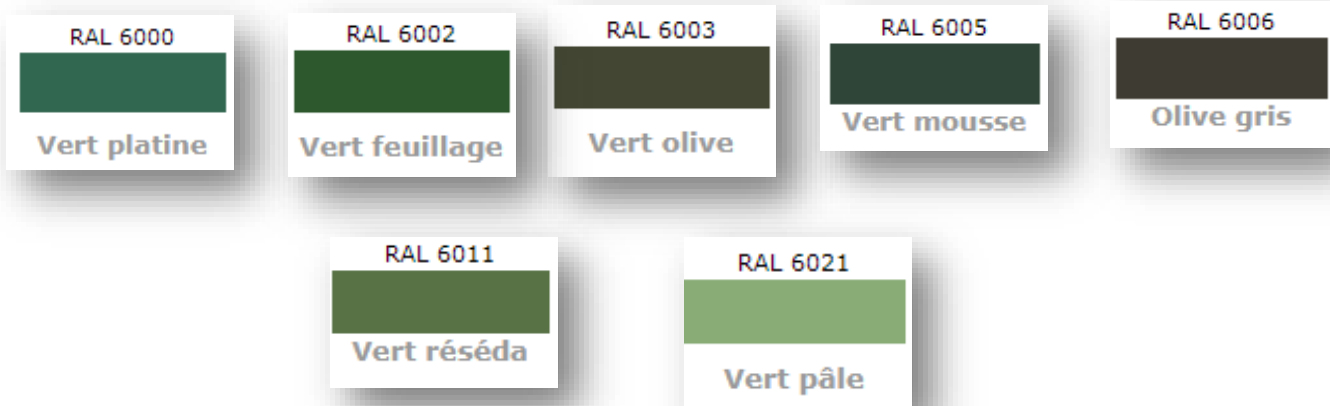 RAL 6000
Vert platine
RAL 6002
Vert feuillage
RAL 6003
Vert olive
RAL 6005
Vert mousse
RAL 6006
Olive gris
RAL 6011
Vert réséda
RAL 6021
Vert pâle